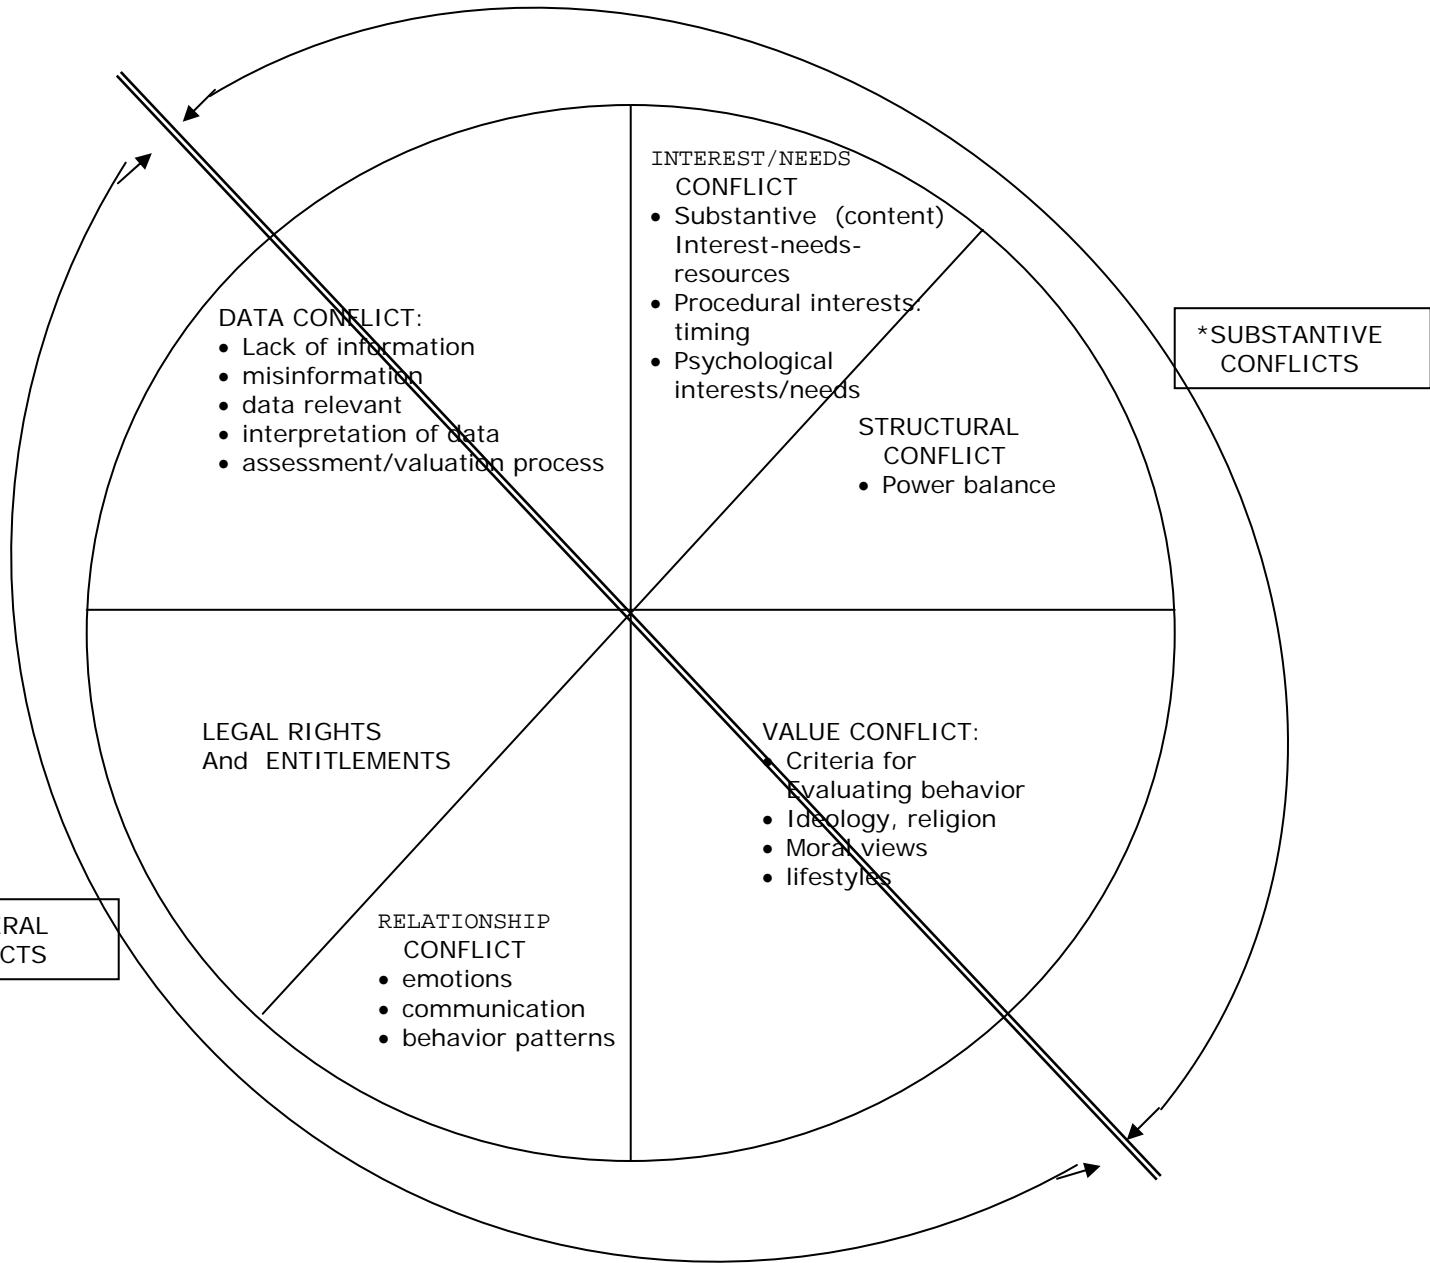 INTEREST/NEEDS
CONFLICT
• Substantive (content)
Interest-needs-
resources
• Procedural interests:
timing
• Psychological
interests/needs
DATA CONFLICT:
• Lack of information
• misinformation
• data relevant
• interpretation of data
• assessment/valuation process
*SUBSTANTIVE
CONFLICTS
STRUCTURAL
CONFLICT
• Power balance
LEGAL RIGHTS
And ENTITLEMENTS
VALUE CONFLICT:
• Criteria for
Evaluating behavior
• Ideology, religion
• Moral views
• lifestyles
RELATIONSHIP
CONFLICT
• emotions
• communication
• behavior patterns